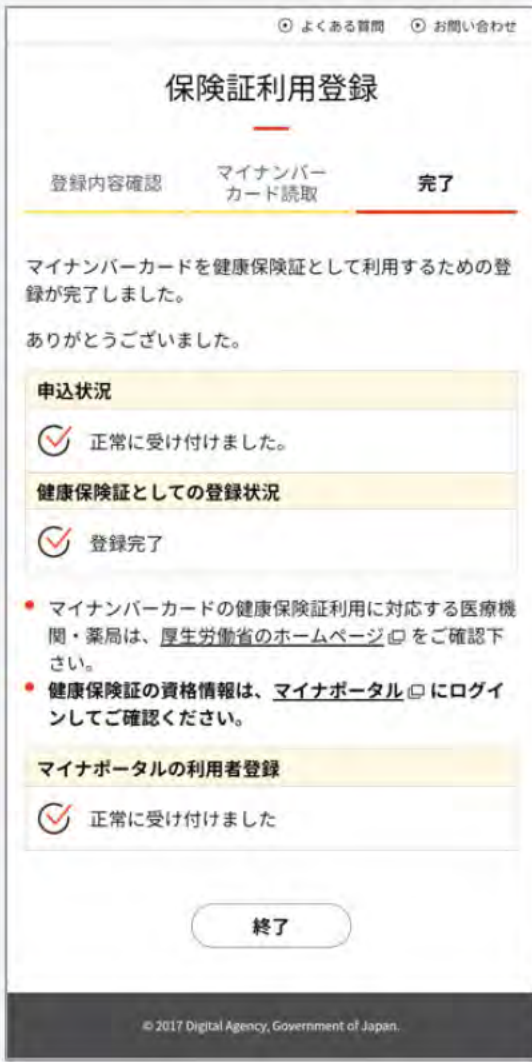 よくある質問 お問い合わせ
保険証利用登録
登録内容確認
マイナンバー
カード読取
完了
マイナンバーカードを健康保険証として利用するための登
録が完了しました。
ありがとうございました。
申込状況
正常に受け付けました。
健康保険証としての登録状況
登録完了
マイナンバーカードの健康保険証利用に対応する医療機
関・薬局は、厚生労働省のホームページ をご確認下
さい。
健康保険証の資格情報は、マイナポータル にログイ
ンしてご確認ください。
マイナポータルの利用者登録
正常に受け付けました
終了
© 2017 Digital Agency, Government of Japan.